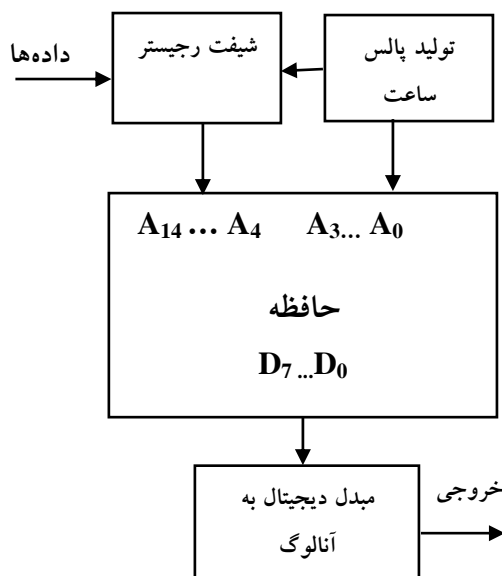 داده‌ها
شیفت رجیستر
تولید پالس
ساعت
A14 ... A4 A3... A0
حافظه
D7 ...D0
مبدل دیجیتال به
آنالوگ
خروجی